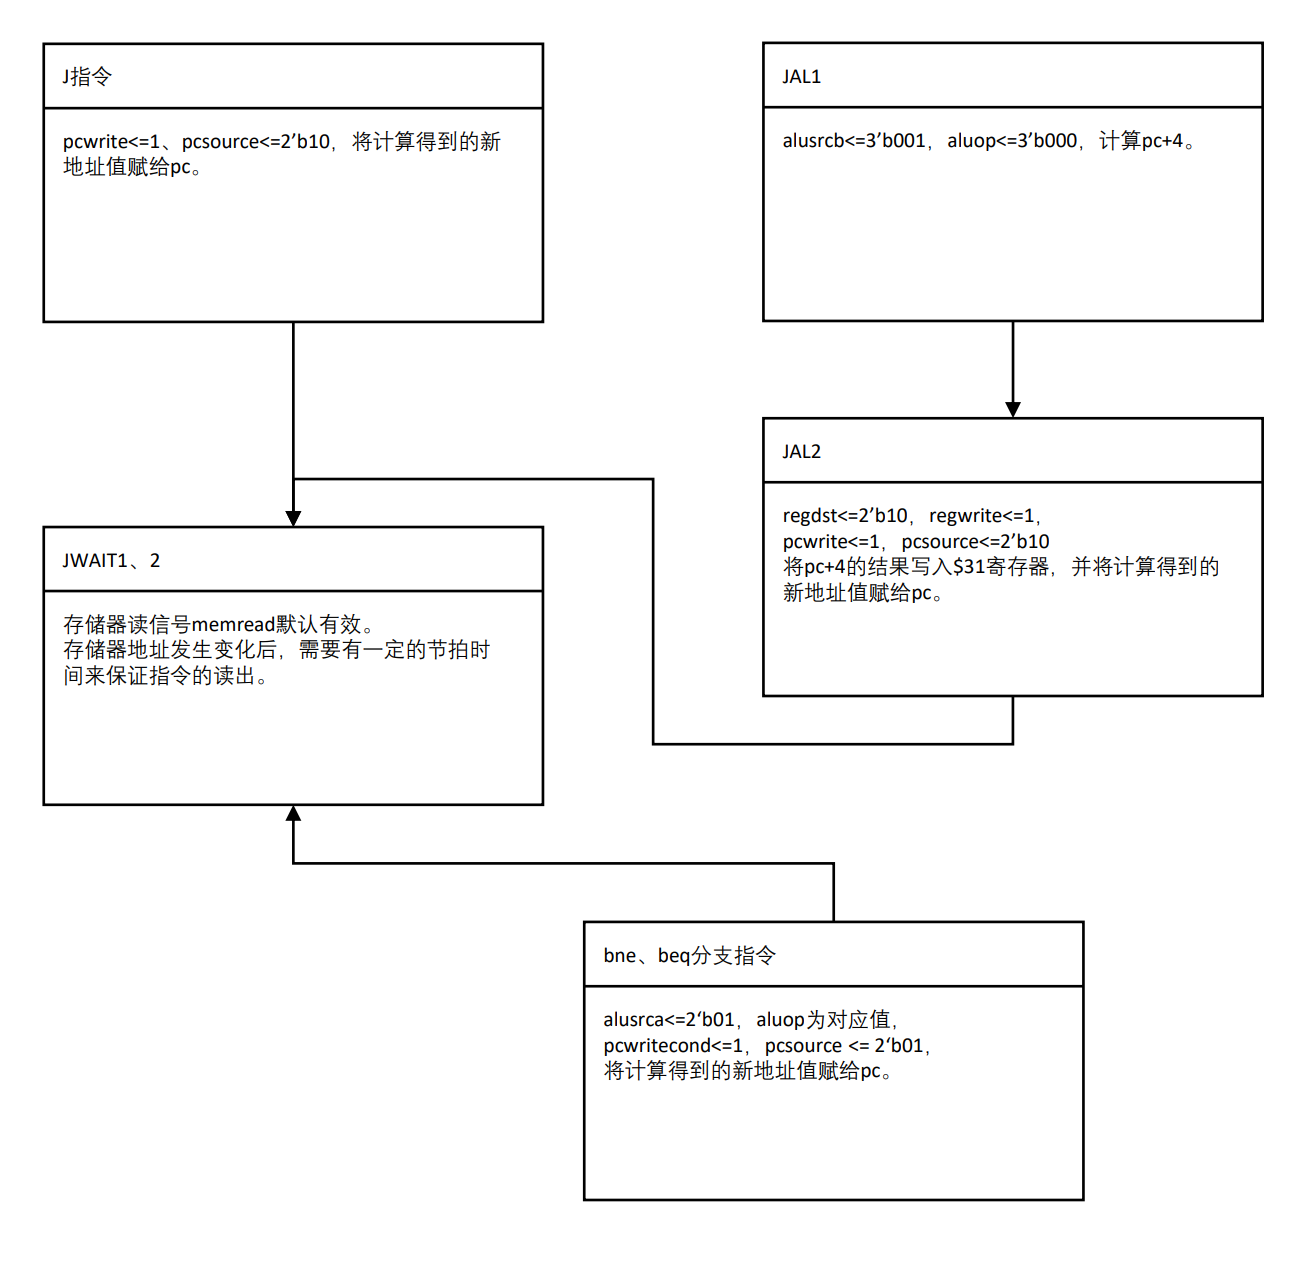 J指令
pcwrite<=1、pcsource<=2’b10，将计算得到的新
地址值赋给pc。
JAL1
alusrcb<=3’b001，aluop<=3’b000，计算pc+4。
JAL2
regdst<=2’b10，regwrite<=1，
pcwrite<=1，pcsource<=2’b10
将pc+4的结果写入$31寄存器，并将计算得到的
新地址值赋给pc。
JWAIT1、2
存储器读信号memread默认有效。
存储器地址发生变化后，需要有一定的节拍时
间来保证指令的读出。
bne、beq分支指令
alusrca<=2‘b01，aluop为对应值，
pcwritecond<=1，pcsource <= 2‘b01，
将计算得到的新地址值赋给pc。